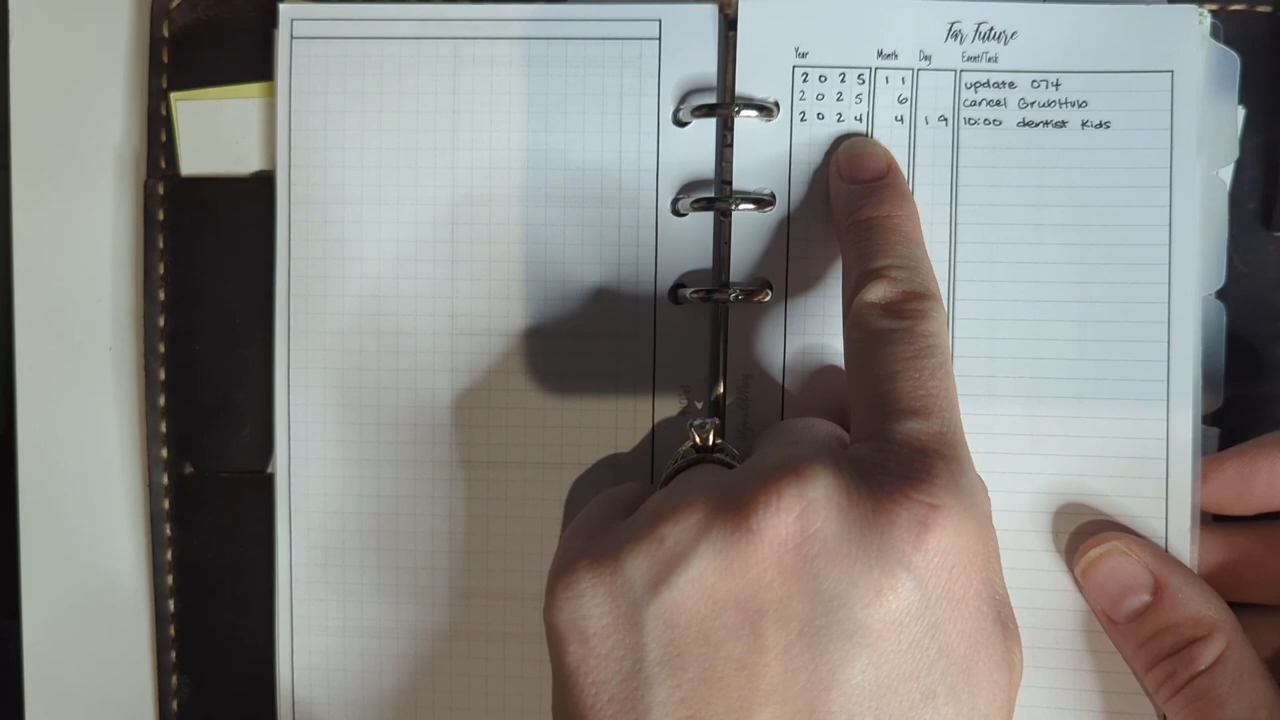 Far Future
Year Month Day Event/Task
2025 11 update 074
2025 6 cancel GrubHub
2024 4 19 10:00 dentist kids